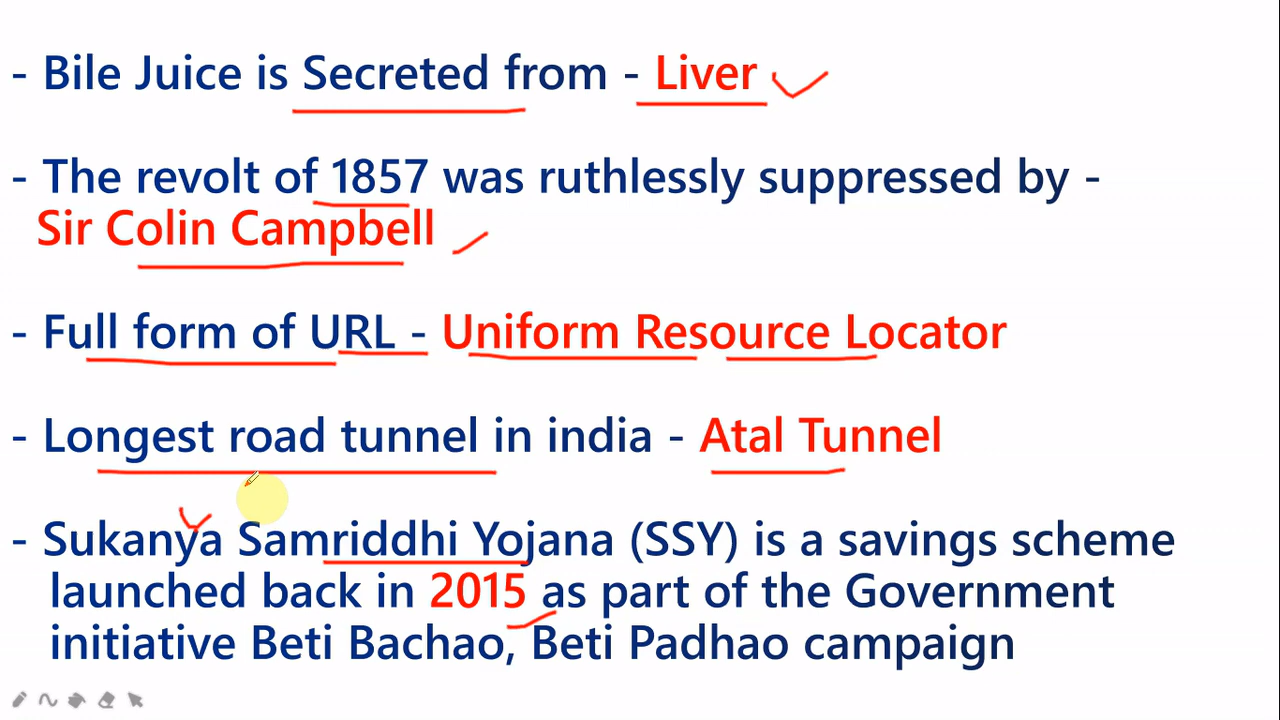 - Bile Juice is Secreted from - Liver
- The revolt of 1857 was ruthlessly suppressed by -
Sir Colin Campbell
- Full form of URL - Uniform Resource Locator
- Longest road tunnel in india - Atal Tunnel
- Sukanya Samriddhi Yojana (SSY) is a savings scheme
launched back in 2015 as part of the Government
initiative Beti Bachao, Beti Padhao campaign